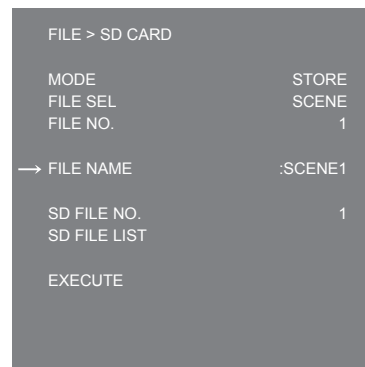 FILE > SD CARD
MODE STORE
FILE SEL SCENE
FILE NO. 1
→ FILE NAME :SCENE1
SD FILE NO. 1
SD FILE LIST
EXECUTE